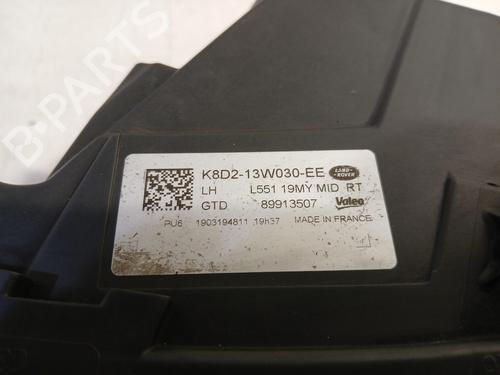 B-PARTS
K8D2-13W030-EE LAND ROVER
LH L551 19MY MID RT
GTD 89913507 Valeo
PU6 1903194811 19h37 MADE IN FRANCE